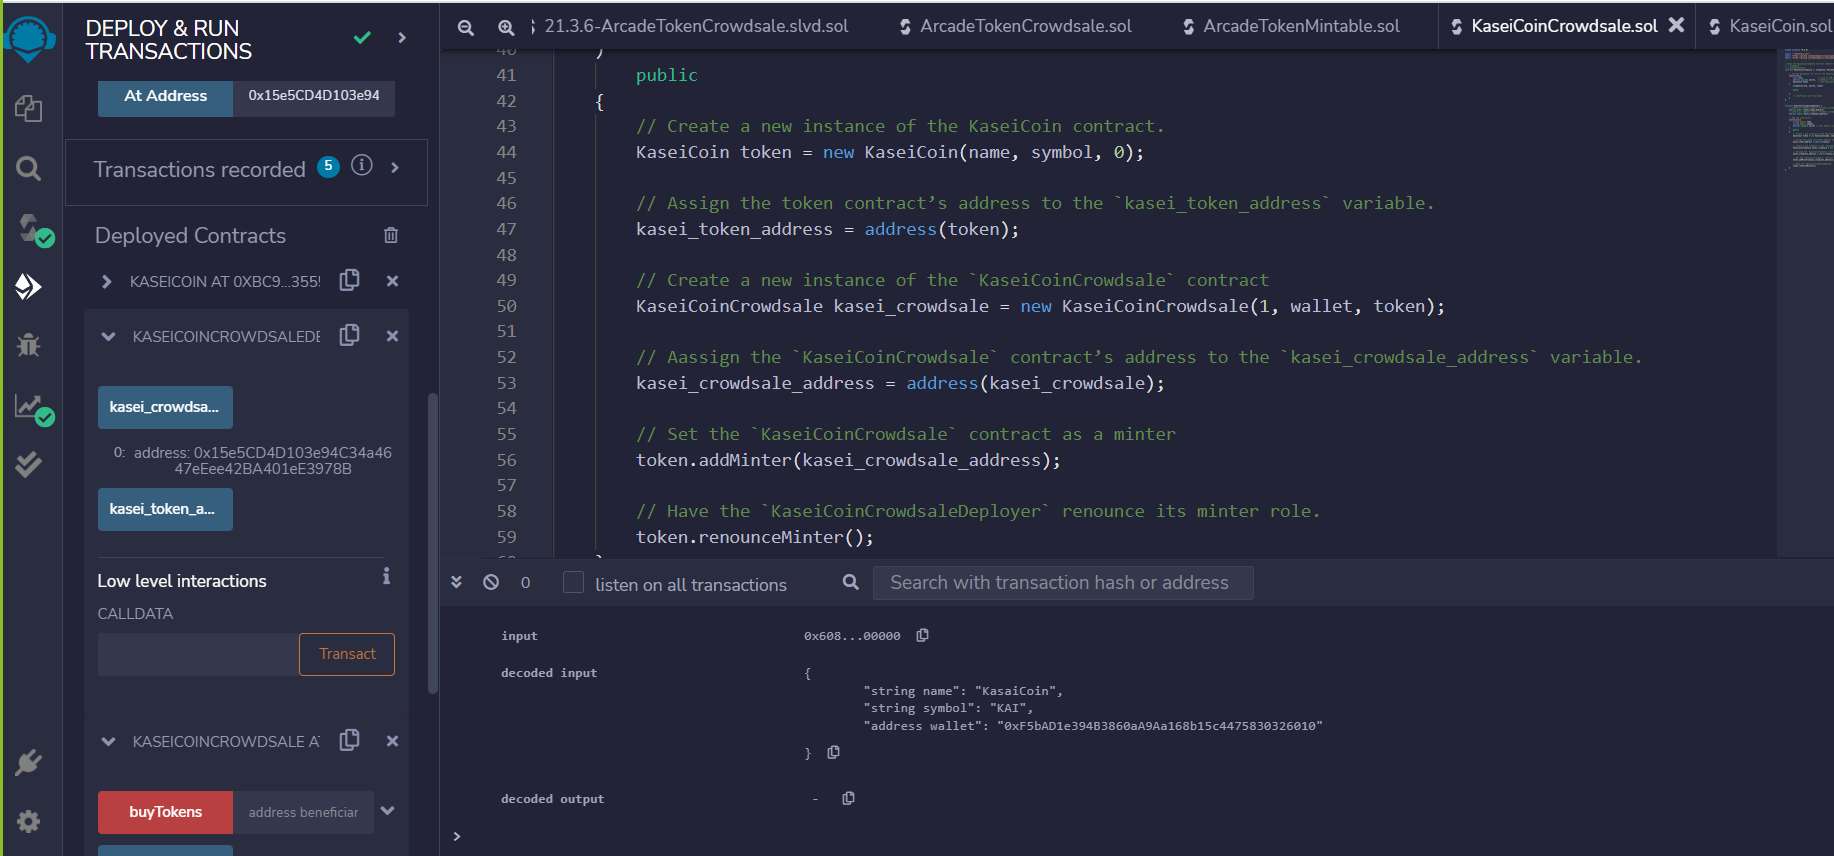 DEPLOY & RUN
TRANSACTIONS
At Address
0x15e5CD4D103e94
Transactions recorded 5
Deployed Contracts
KASEICOIN AT 0XBC9...355
KASEICOINCROWDSALEDE
kasei_crowdsa...
0: address: 0x15e5CD4D103e94C34a46
47eEee42BA401eE3978B
kasei_token_a...
Low level interactions
CALLDATA
Transact
KASEICOINCROWDSALE A
buyTokens
address beneficiar
21.3.6-ArcadeTokenCrowdsale.slvd.sol
ArcadeTokenCrowdsale.sol
ArcadeTokenMintable.sol
KaseiCoinCrowdsale.sol
KaseiCoin.sol
40 )
41 public
42 {
43 // Create a new instance of the KaseiCoin contract.
44 KaseiCoin token = new KaseiCoin(name, symbol, 0);
45
46 // Assign the token contract’s address to the `kasei_token_address` variable.
47 kasei_token_address = address(token);
48
49 // Create a new instance of the `KaseiCoinCrowdsale` contract
50 KaseiCoinCrowdsale kasei_crowdsale = new KaseiCoinCrowdsale(1, wallet, token);
51
52 // Aassign the `KaseiCoinCrowdsale` contract’s address to the `kasei_crowdsale_address` variable.
53 kasei_crowdsale_address = address(kasei_crowdsale);
54
55 // Set the `KaseiCoinCrowdsale` contract as a minter
56 token.addMinter(kasei_crowdsale_address);
57
58 // Have the `KaseiCoinCrowdsaleDeployer` renounce its minter role.
59 token.renounceMinter();
0
listen on all transactions
Search with transaction hash or address
input 0x608...00000
decoded input {
"string name": "KasaiCoin",
"string symbol": "KAI",
"address wallet": "0xF5bAD1e394B3860aA9Aa168b15c4475830326010"
}
decoded output -
>